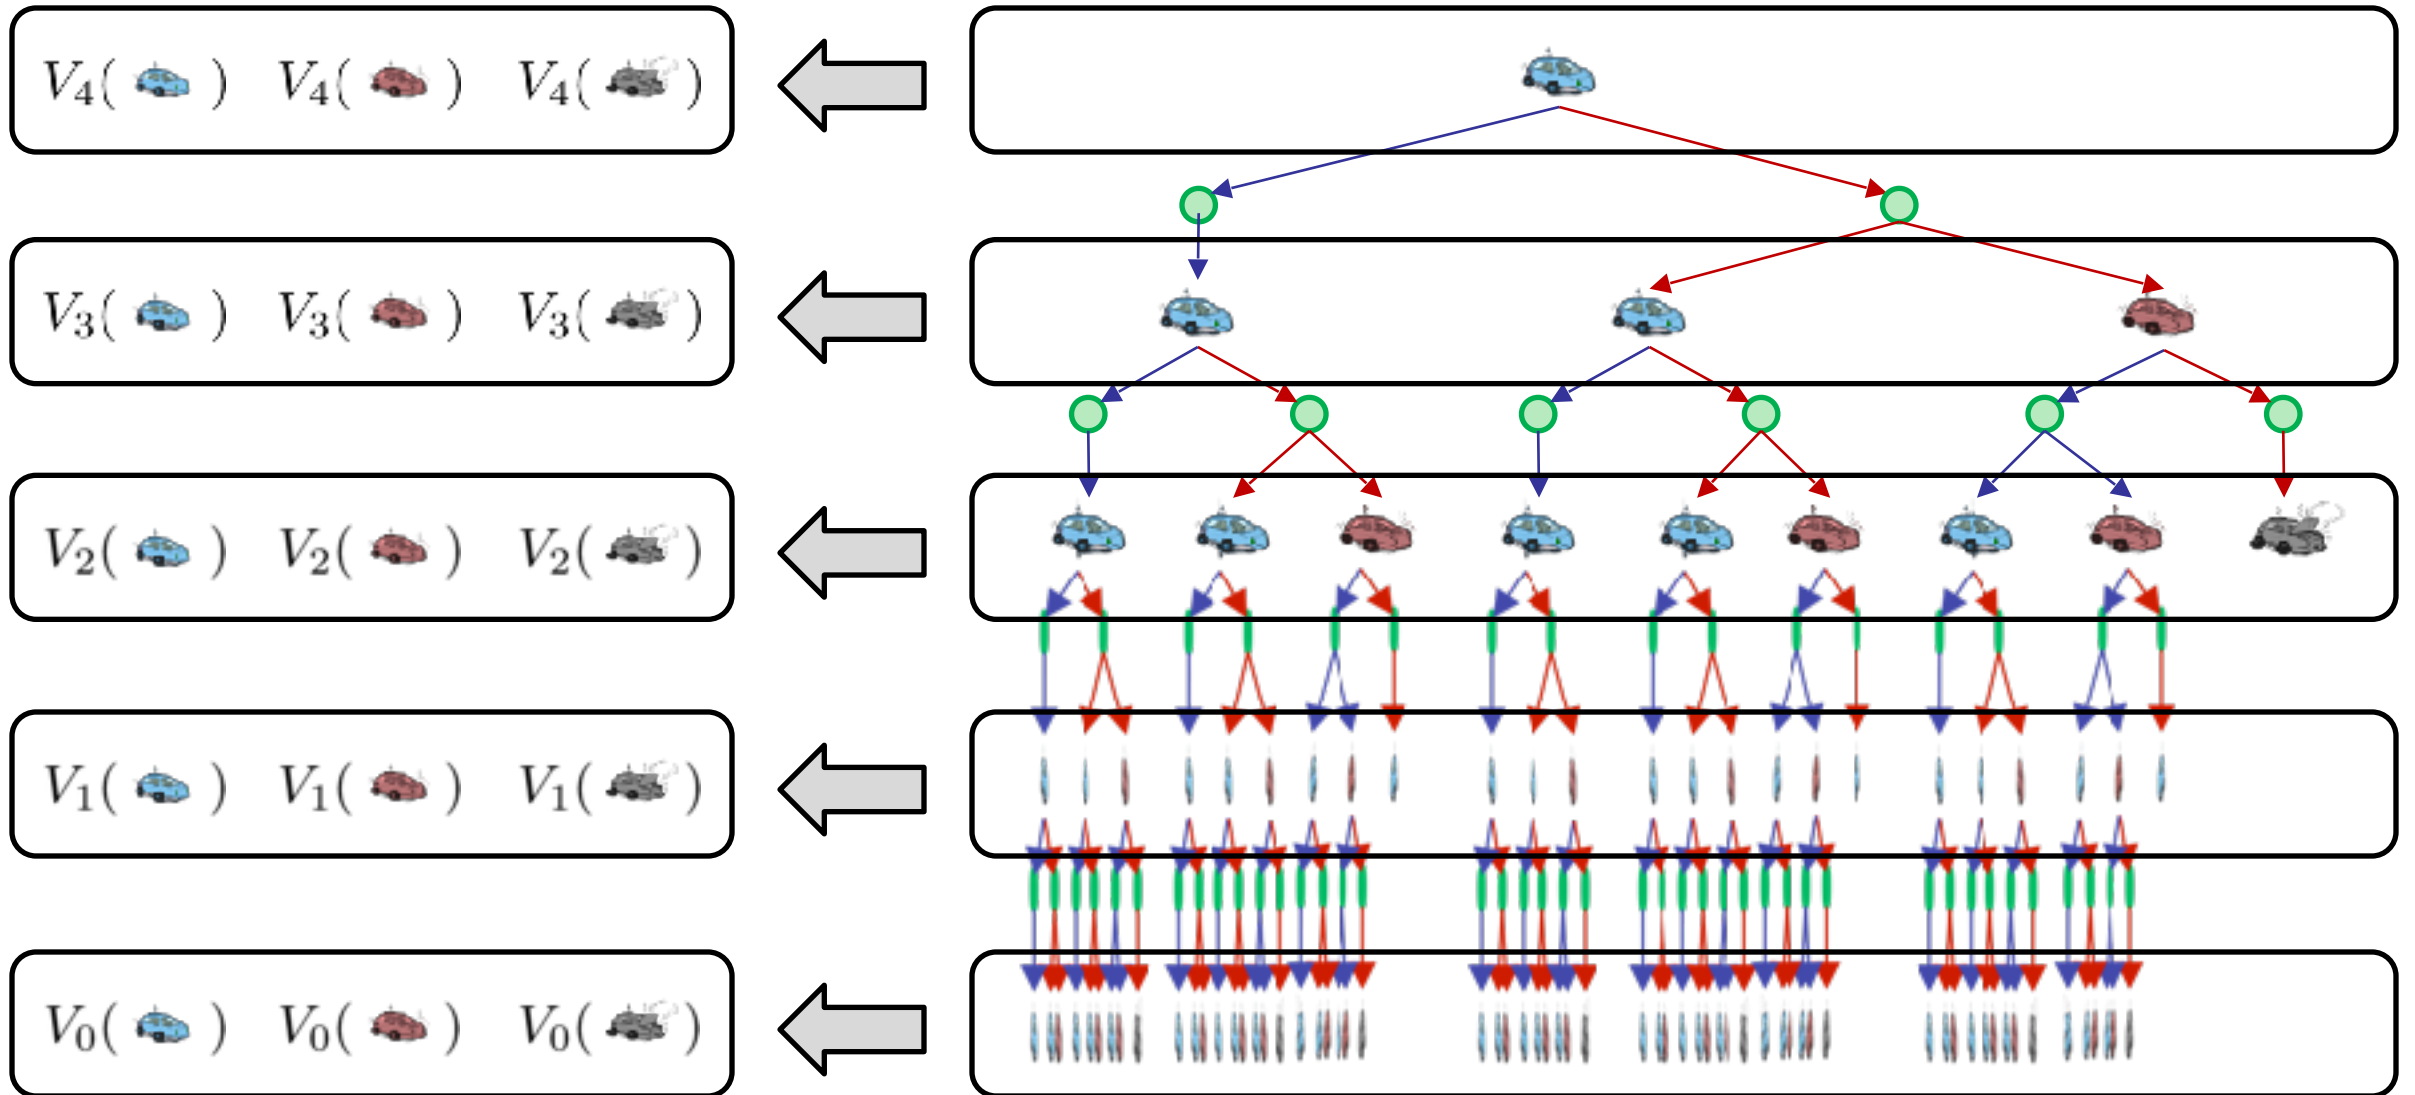 V₄( ) V₄( ) V₄( )
V₃( ) V₃( ) V₃( )
V₂( ) V₂( ) V₂( )
V₁( ) V₁( ) V₁( )
V₀( ) V₀( ) V₀( )